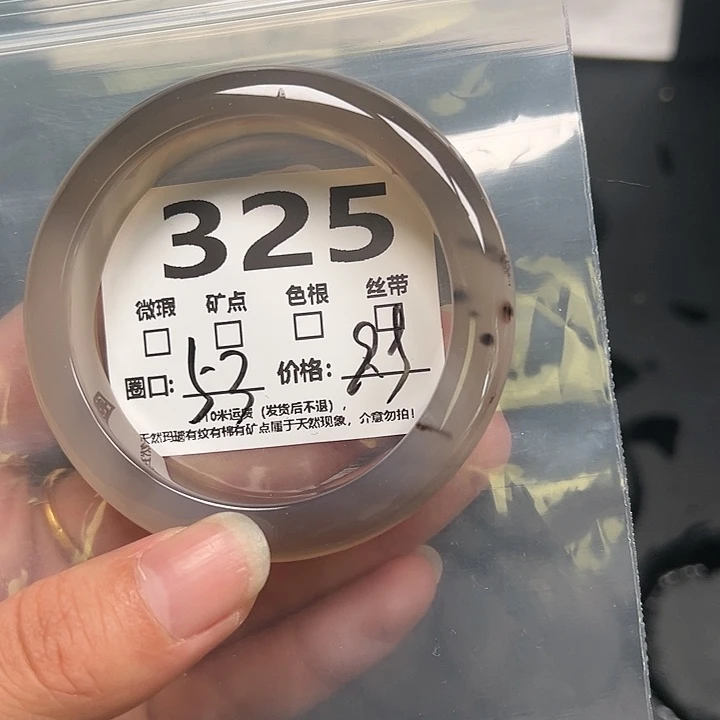 325
微瑕 矿点 色根 丝带
圈口: 价格:
10米运费 (发货后不退),
天然玛瑙有纹有棉有矿点属于天然现象，介意勿拍!